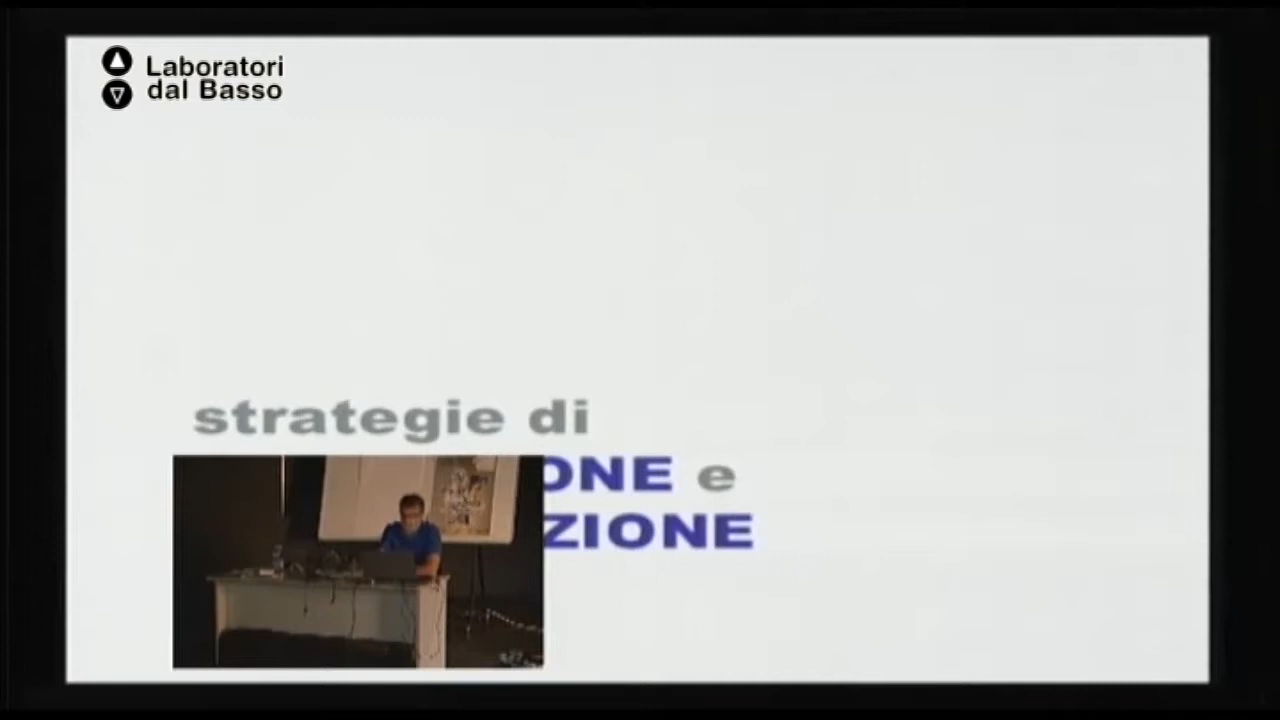 Laboratori
dal Basso
strategie di
ONE e
ZIONE